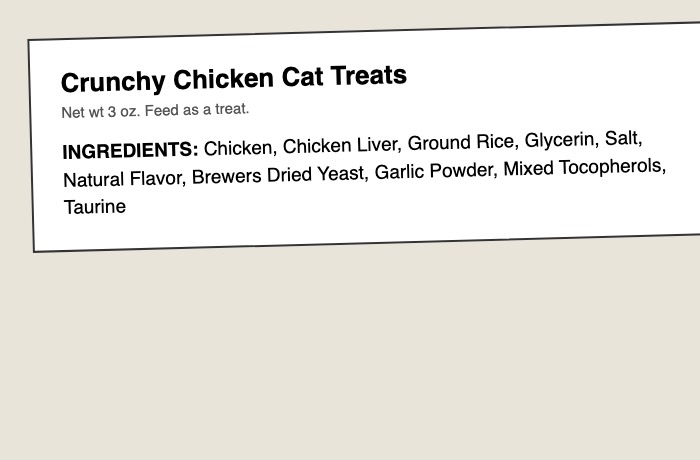 Crunchy Chicken Cat Treats
Net wt 3 oz. Feed as a treat.
INGREDIENTS: Chicken, Chicken Liver, Ground Rice, Glycerin, Salt,
Natural Flavor, Brewers Dried Yeast, Garlic Powder, Mixed Tocopherols,
Taurine